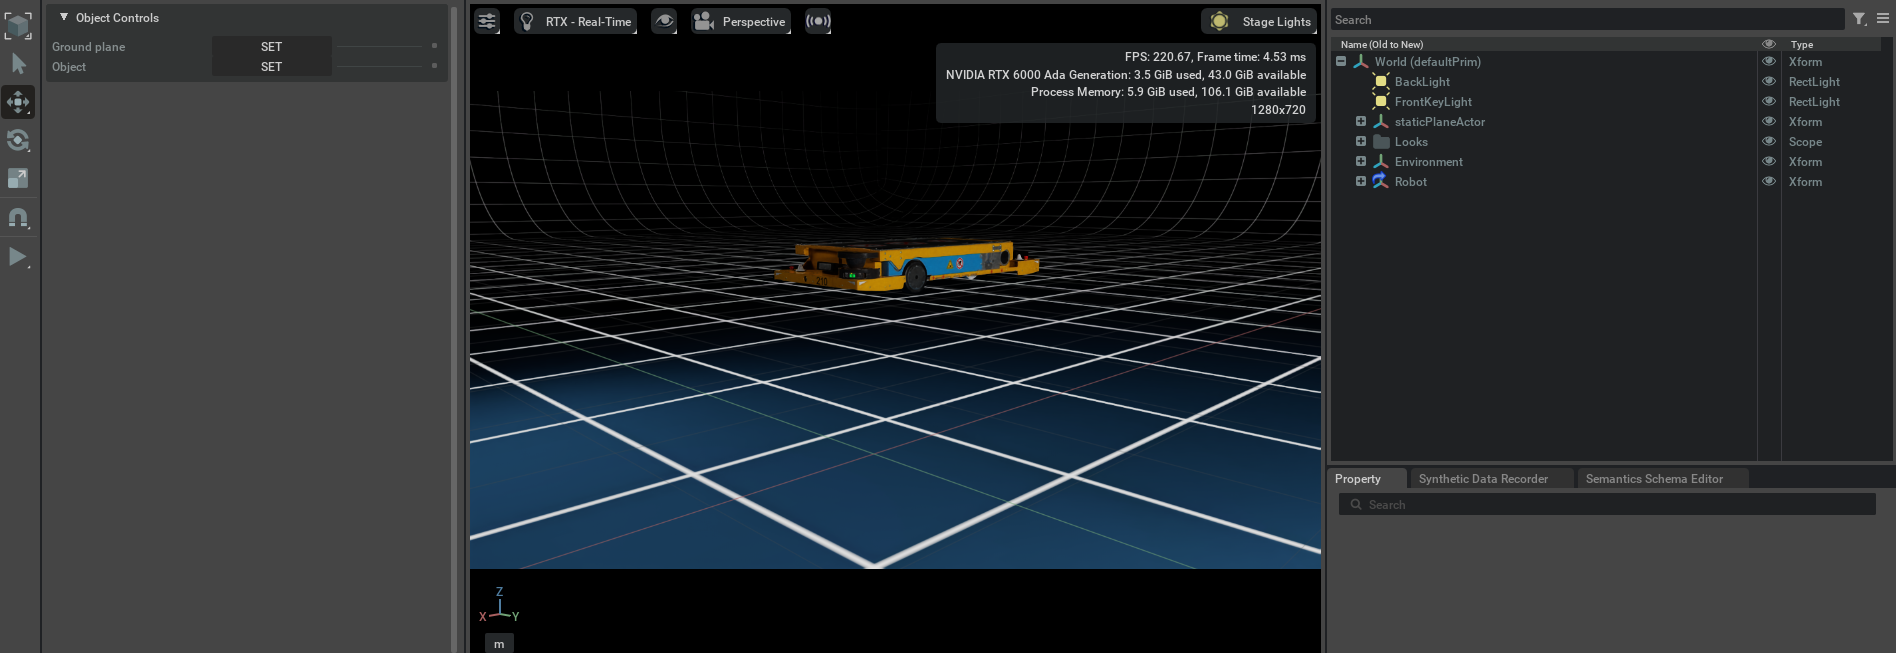 Object Controls
Ground plane SET
Object SET
RTX - Real-Time
Perspective
Stage Lights
FPS: 220.67, Frame time: 4.53 ms
NVIDIA RTX 6000 Ada Generation: 3.5 GiB used, 43.0 GiB available
Process Memory: 5.9 GiB used, 106.1 GiB available
1280x720
Z
X Y
m
Search
Name (Old to New) Type
World (defaultPrim) Xform
BackLight RectLight
FrontKeyLight RectLight
staticPlaneActor Xform
Looks Scope
Environment Xform
Robot Xform
Property Synthetic Data Recorder Semantics Schema Editor
Search